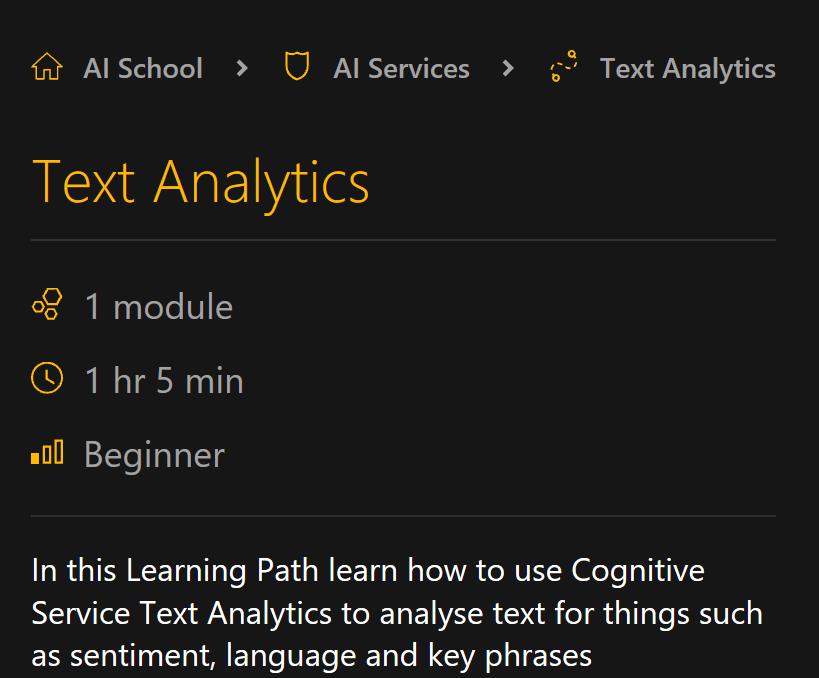 AI School > AI Services > Text Analytics
Text Analytics
1 module
1 hr 5 min
Beginner
In this Learning Path learn how to use Cognitive
Service Text Analytics to analyse text for things such
as sentiment, language and key phrases